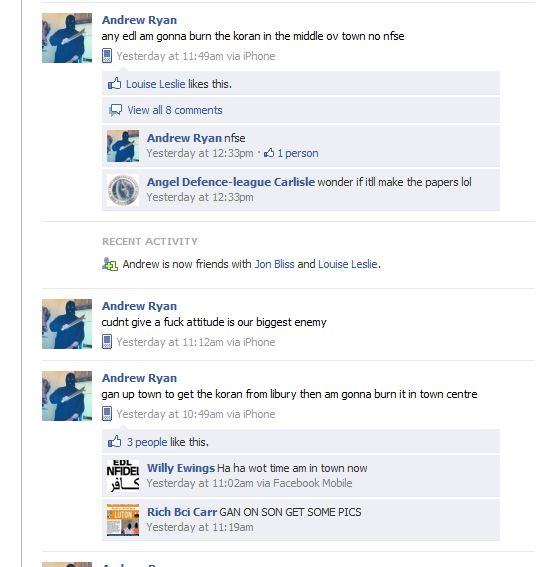 Andrew Ryan
any edl am gonna burn the koran in the middle ov town no nfse
Yesterday at 11:49am via iPhone
Louise Leslie likes this.
View all 8 comments
Andrew Ryan nfse
Yesterday at 12:33pm · 1 person
Angel Defence-league Carlisle wonder if itll make the papers lol
Yesterday at 12:33pm
RECENT ACTIVITY
Andrew is now friends with Jon Bliss and Louise Leslie.
Andrew Ryan
cudnt give a fuck attitude is our biggest enemy
Yesterday at 11:12am via iPhone
Andrew Ryan
gan up town to get the koran from libury then am gonna burn it in town centre
Yesterday at 10:49am via iPhone
3 people like this.
EDL
NFIDEL
كافر
Willy Ewings Ha ha wot time am in town now
Yesterday at 11:02am via Facebook Mobile
LUTON
Rich Bci Carr GAN ON SON GET SOME PICS
Yesterday at 11:19am